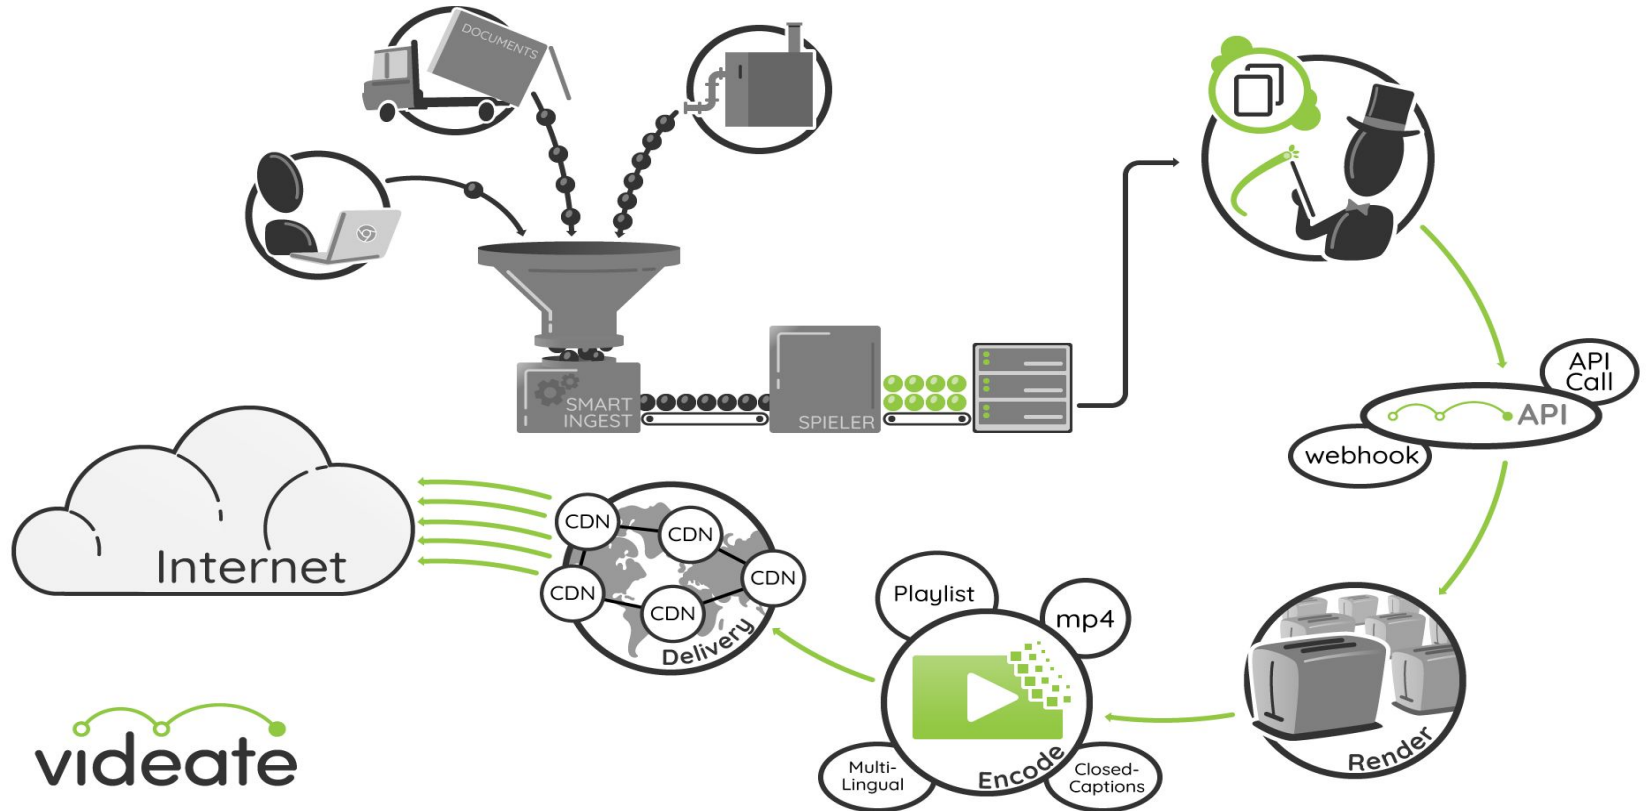 DOCUMENTS
SMART
INGEST
SPIELER
API
Call
API
webhook
Internet
CDN
CDN
CDN
CDN
CDN
Delivery
Playlist
mp4
Encode
Multi-
Lingual
Closed-
Captions
Render
videate